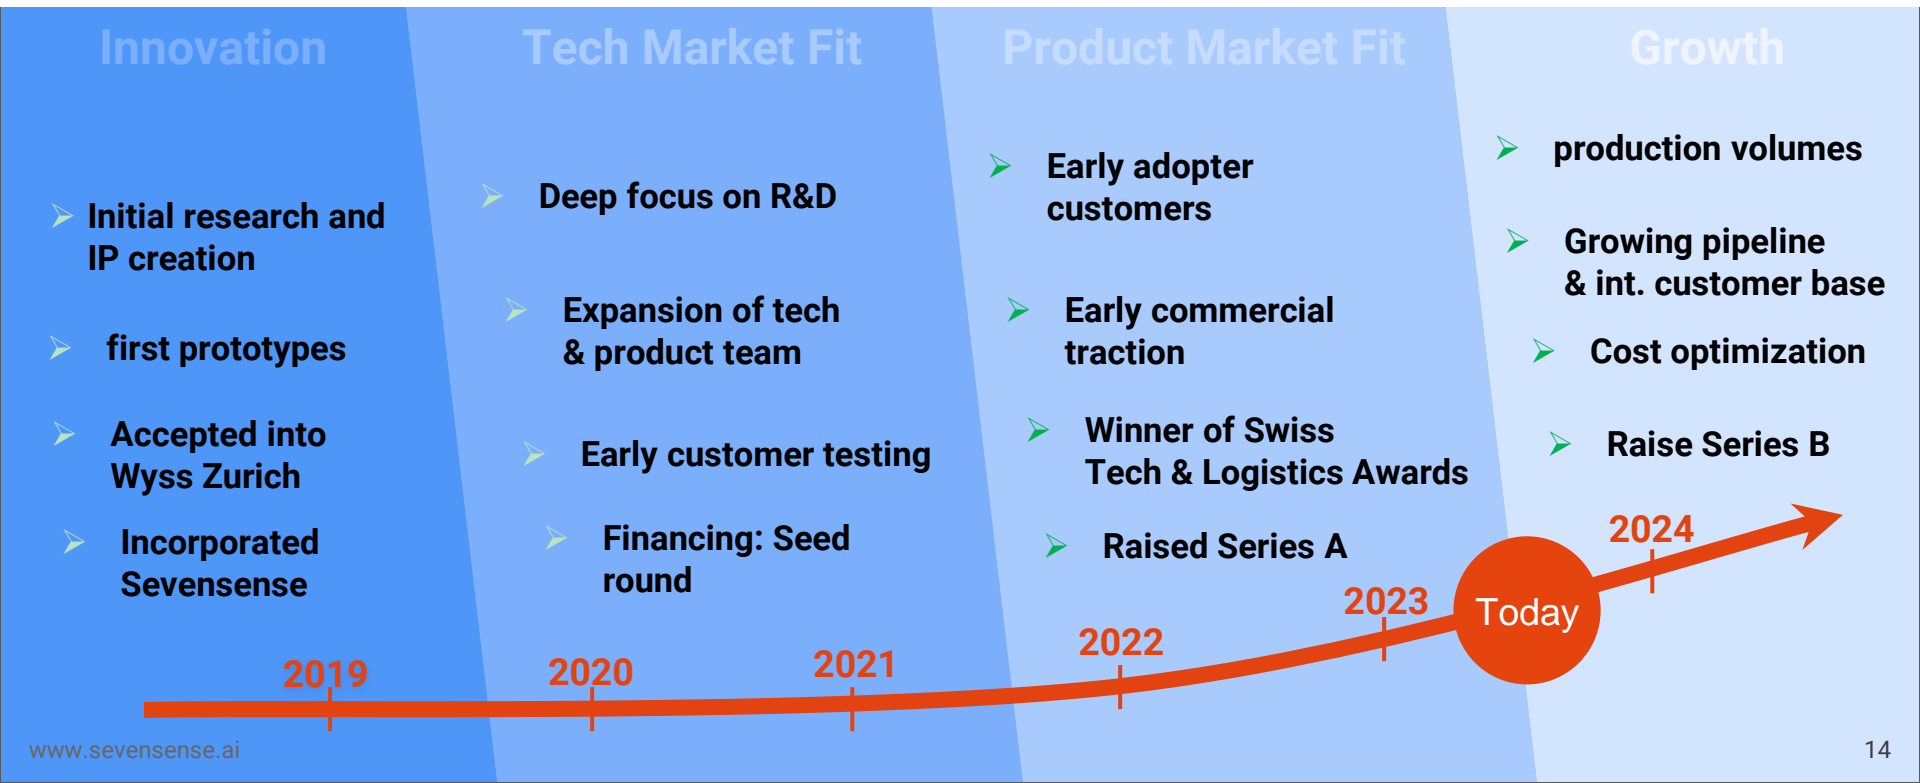 Innovation
Initial research and
IP creation
first prototypes
Accepted into
Wyss Zurich
Incorporated
Sevensense
Tech Market Fit
Deep focus on R&D
Expansion of tech
& product team
Early customer testing
Financing: Seed
round
Product Market Fit
Early adopter
customers
Early commercial
traction
Winner of Swiss
Tech & Logistics Awards
Raised Series A
Growth
production volumes
Growing pipeline
& int. customer base
Cost optimization
Raise Series B
2019
2020
2021
2022
2023
Today
2024
www.sevensense.ai
14